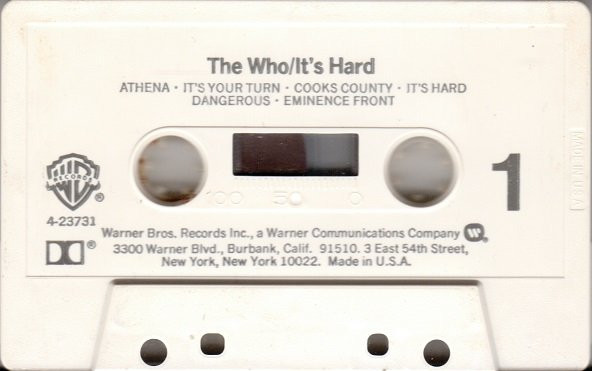 The Who/It's Hard
ATHENA · IT'S YOUR TURN · COOKS COUNTY · IT'S HARD
DANGEROUS · EMINENCE FRONT
WB
RECORDS
®
100 50 0
1
MADE IN U.S.A.
4-23731
Warner Bros. Records Inc., a Warner Communications Company ®.
3300 Warner Blvd., Burbank, Calif. 91510. 3 East 54th Street,
New York, New York 10022. Made in U.S.A.
®